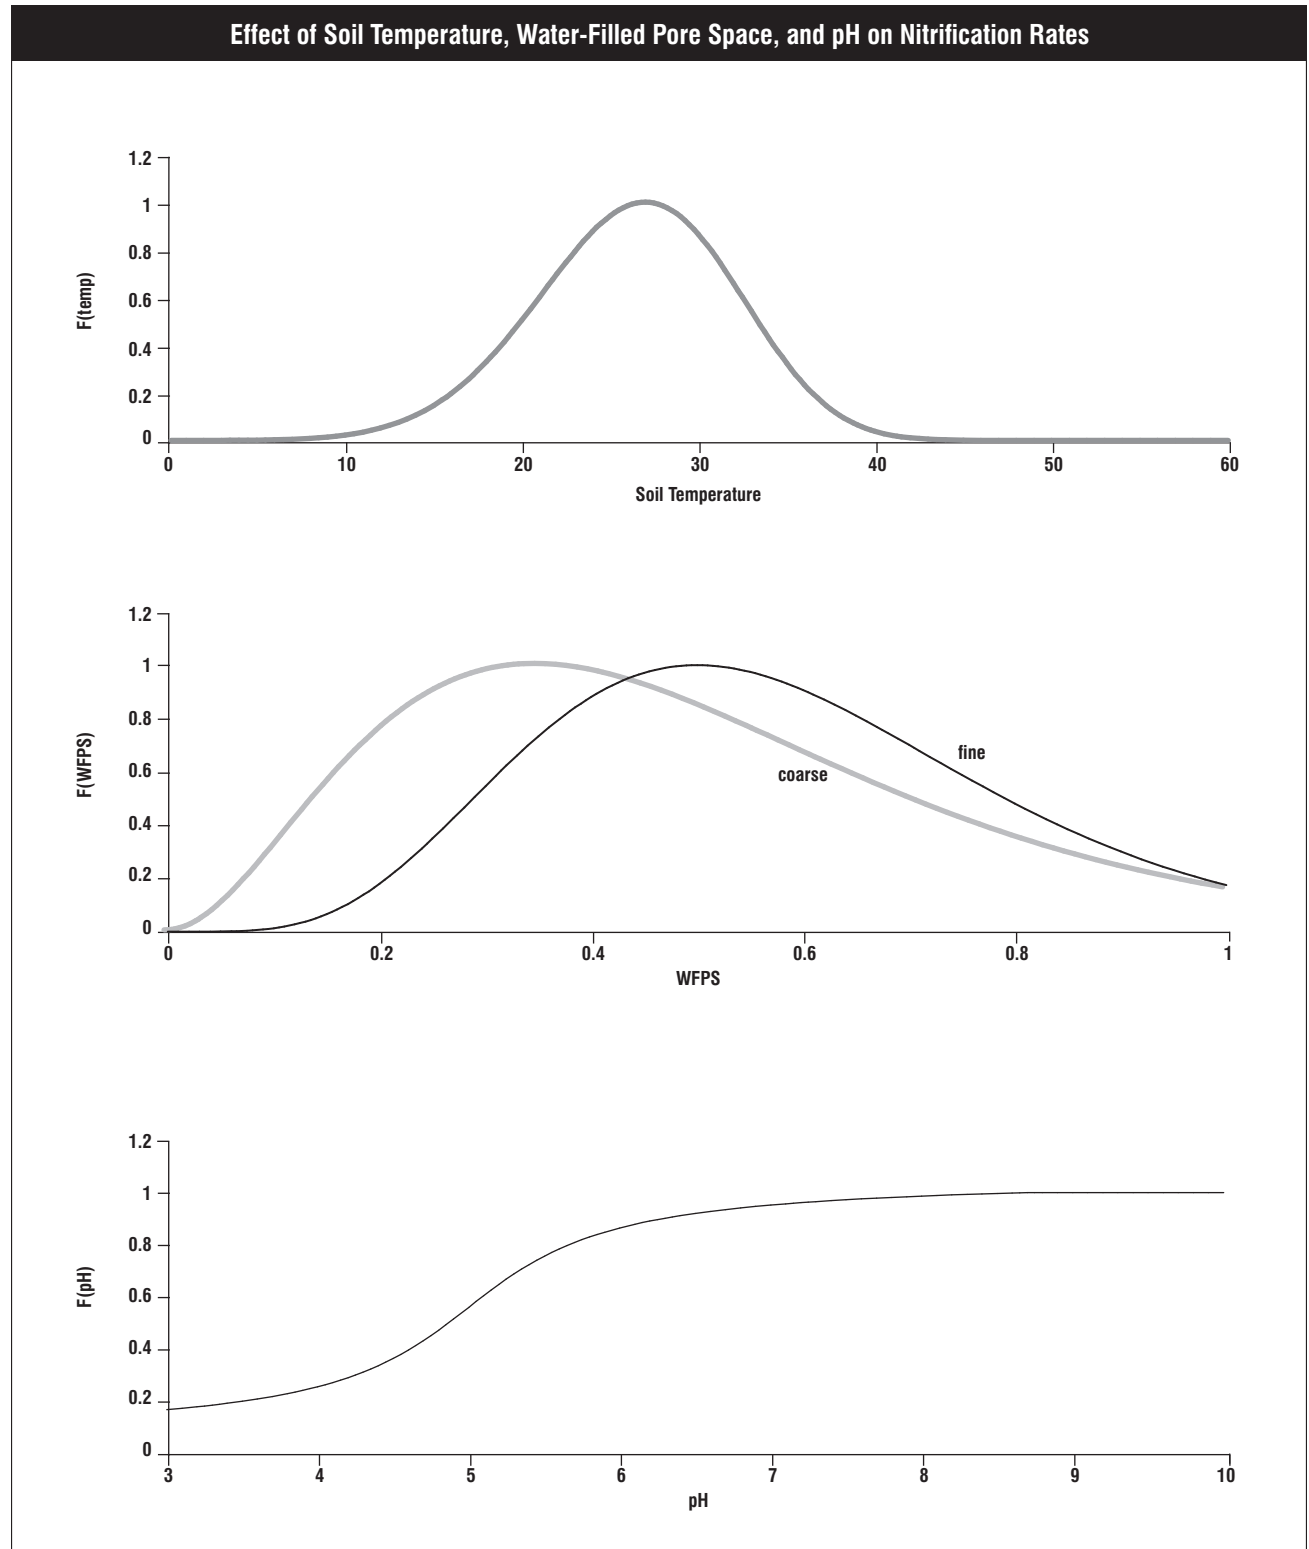 Effect of Soil Temperature, Water-Filled Pore Space, and pH on Nitrification Rates
1.2
1
0.8
0.6
0.4
0.2
0
F(temp)
0 10 20 30 40 50 60
Soil Temperature
1.2
1
0.8
0.6
0.4
0.2
0
F(WFPS)
fine
coarse
0 0.2 0.4 0.6 0.8 1
WFPS
1.2
1
0.8
0.6
0.4
0.2
0
F(pH)
3 4 5 6 7 8 9 10
pH